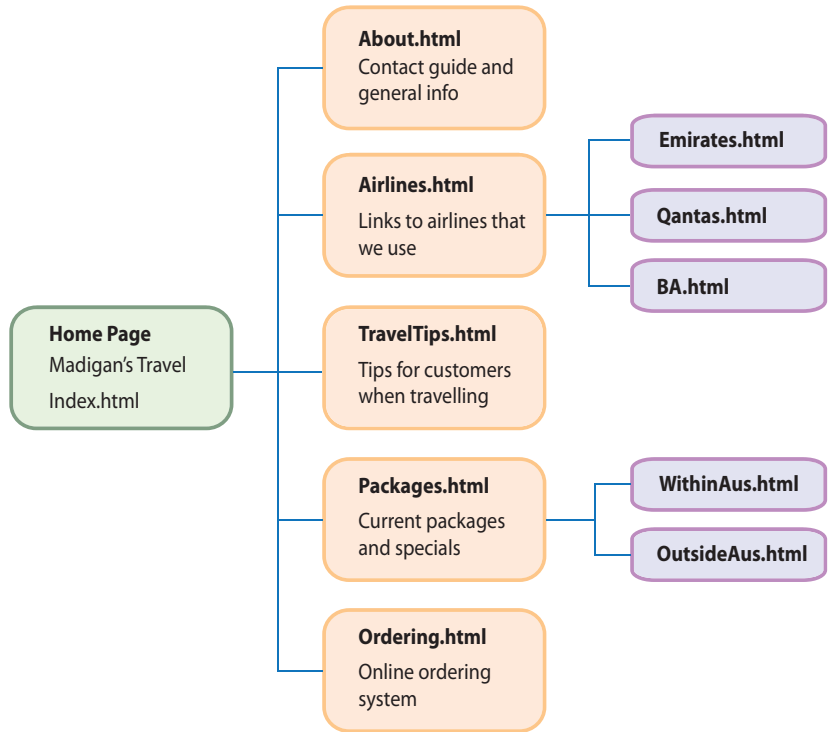 Home Page
Madigan's Travel
Index.html
About.html
Contact guide and
general info
Airlines.html
Links to airlines that
we use
Emirates.html
Qantas.html
BA.html
TravelTips.html
Tips for customers
when travelling
Packages.html
Current packages
and specials
WithinAus.html
OutsideAus.html
Ordering.html
Online ordering
system